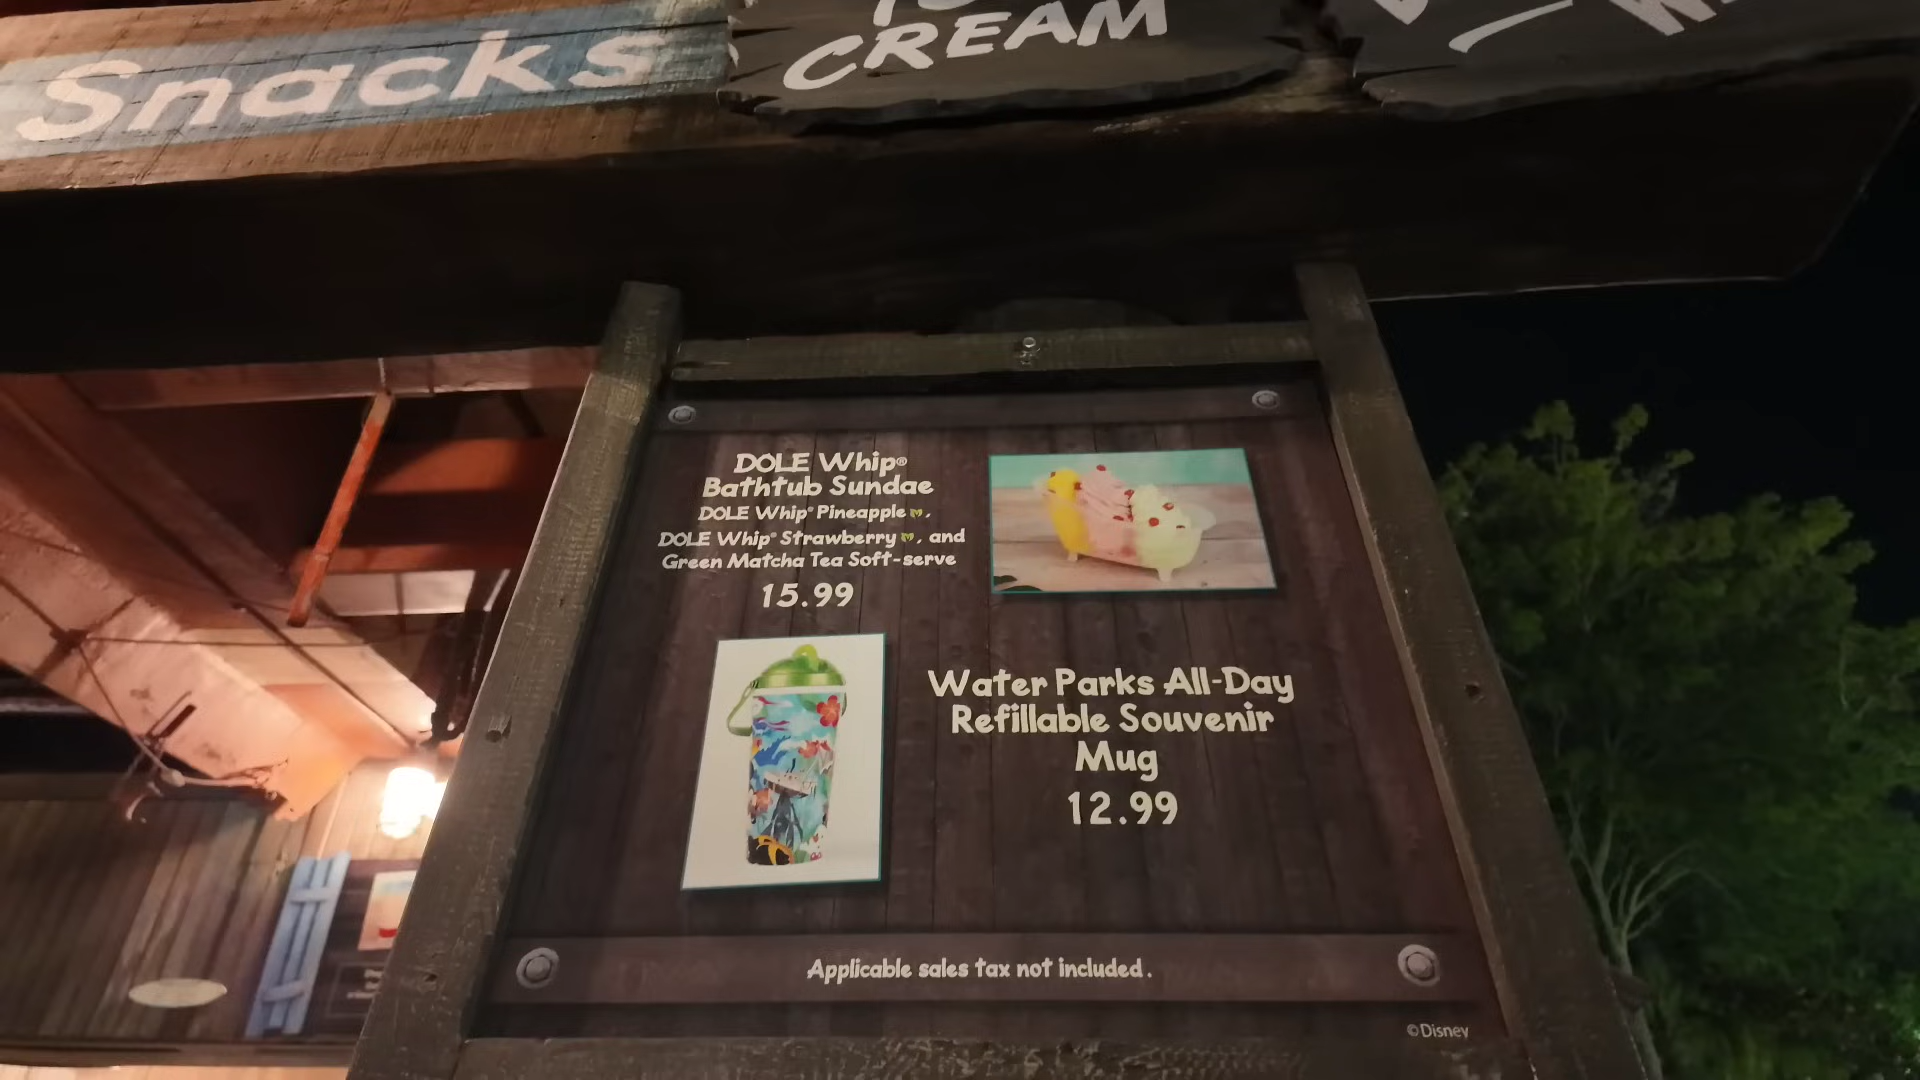 Snacks
CREAM
DOLE Whip®
Bathtub Sundae
DOLE Whip® Pineapple,
DOLE Whip® Strawberry, and
Green Matcha Tea Soft-serve
15.99
Water Parks All-Day
Refillable Souvenir
Mug
12.99
Applicable sales tax not included.
©Disney